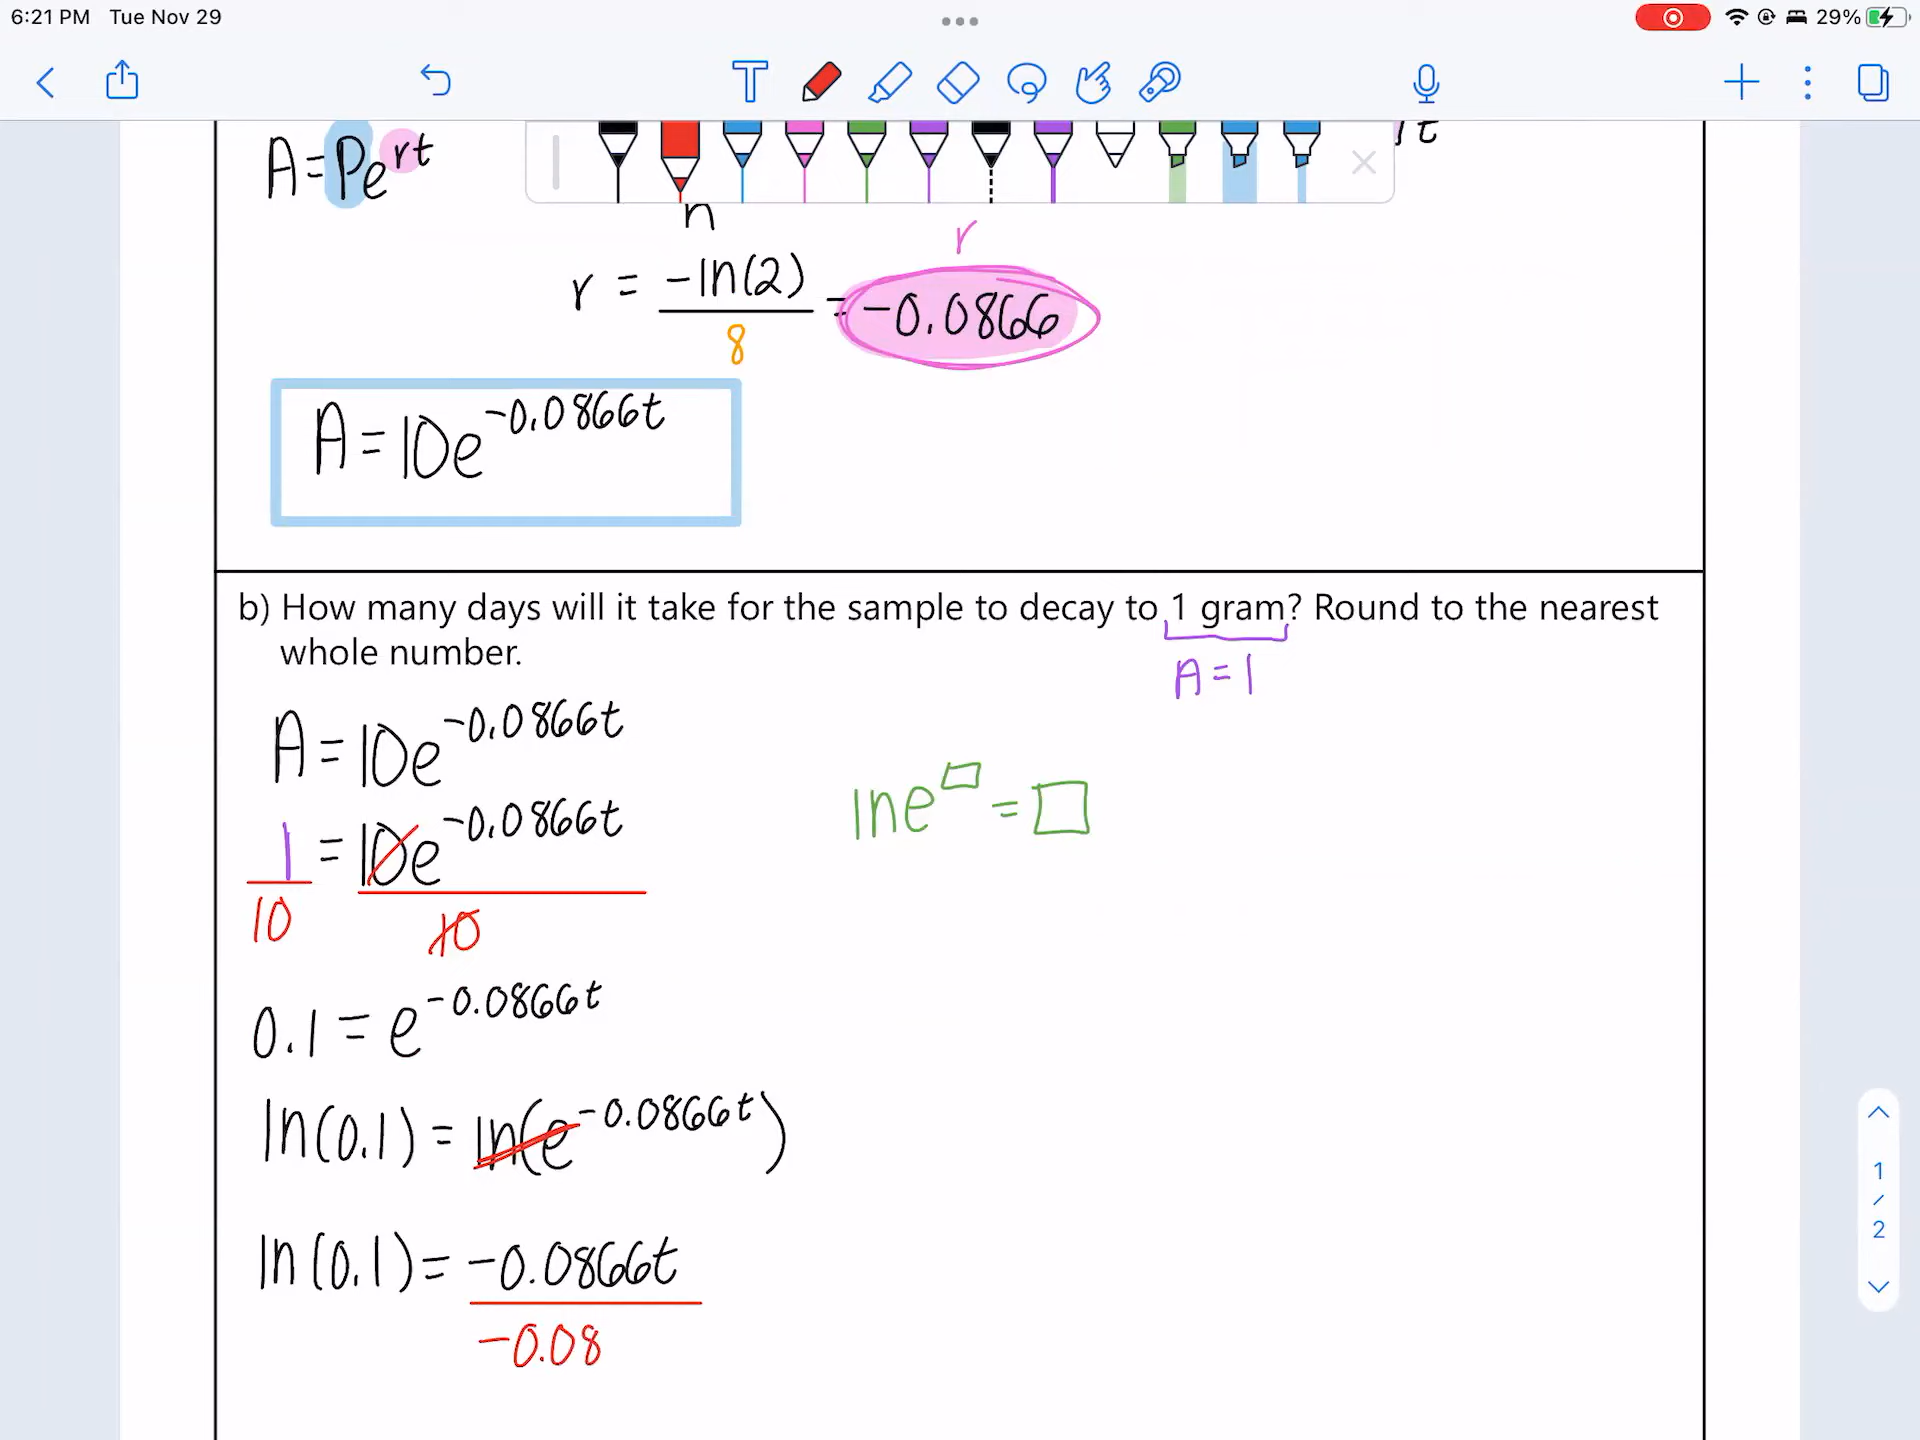 6:21 PM Tue Nov 29
29%
T
A=Pe^rt
t
n
r
r = -ln(2) / 8 = -0.0866
A=10e^-0.0866t
b) How many days will it take for the sample to decay to 1 gram? Round to the nearest
whole number.
A=1
A=10e^-0.0866t
ln e^□ = □
1 = 10e^-0.0866t
10 10
0.1 = e^-0.0866t
ln(0.1) = ln(e^-0.0866t)
ln(0.1) = -0.0866t
-0.08
1
/
2